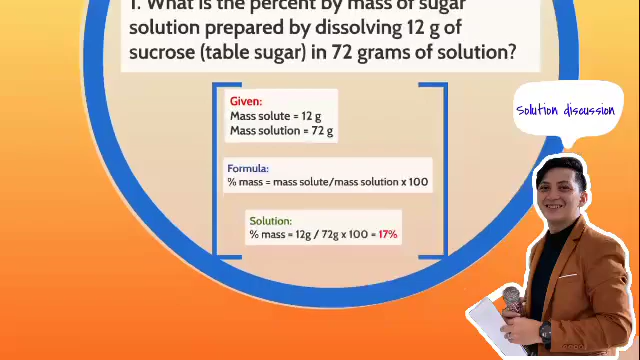 1. What is the percent by mass of sugar
solution prepared by dissolving 12 g of
sucrose (table sugar) in 72 grams of solution?
Given:
Mass solute = 12 g
Mass solution = 72 g
Formula:
% mass = mass solute/mass solution x 100
Solution:
% mass = 12g / 72g x 100 = 17%
Solution discussion